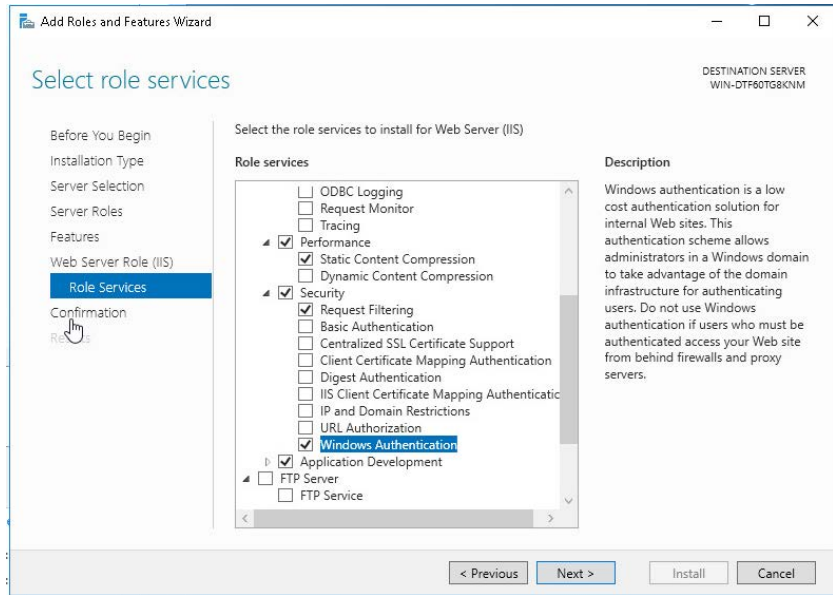 Add Roles and Features Wizard
Select role services
DESTINATION SERVER
WIN-DTF60TG8KNM
Before You Begin
Installation Type
Server Selection
Server Roles
Features
Web Server Role (IIS)
Role Services
Confirmation
Results
Select the role services to install for Web Server (IIS)
Role services
ODBC Logging
Request Monitor
Tracing
Performance
Static Content Compression
Dynamic Content Compression
Security
Request Filtering
Basic Authentication
Centralized SSL Certificate Support
Client Certificate Mapping Authentication
Digest Authentication
IIS Client Certificate Mapping Authenticatic
IP and Domain Restrictions
URL Authorization
Windows Authentication
Application Development
FTP Server
FTP Service
Description
Windows authentication is a low
cost authentication solution for
internal Web sites. This
authentication scheme allows
administrators in a Windows domain
to take advantage of the domain
infrastructure for authenticating
users. Do not use Windows
authentication if users who must be
authenticated access your Web site
from behind firewalls and proxy
servers.
< Previous
Next >
Install
Cancel